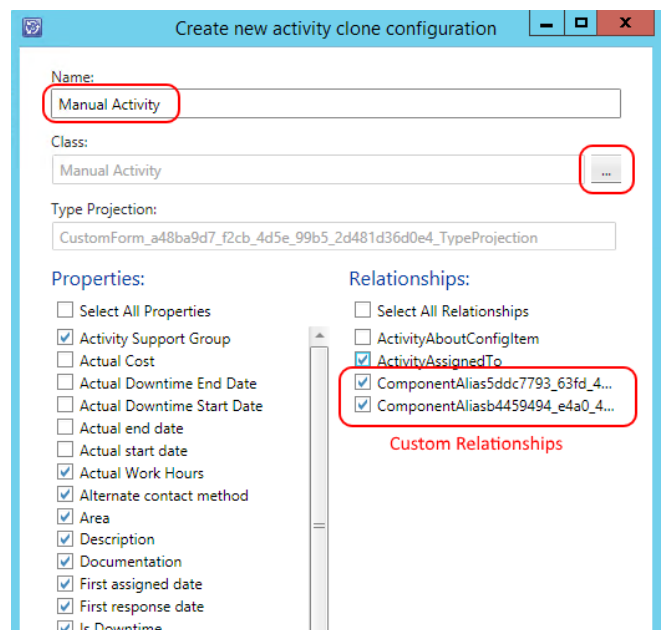 Create new activity clone configuration
Name:
Manual Activity
Class:
Manual Activity
...
Type Projection:
CustomForm_a48ba9d7_f2cb_4d5e_99b5_2d481d36d0e4_TypeProjection
Properties:
Select All Properties
Activity Support Group
Actual Cost
Actual Downtime End Date
Actual Downtime Start Date
Actual end date
Actual start date
Actual Work Hours
Alternate contact method
Area
Description
Documentation
First assigned date
First response date
Is Downtime
Relationships:
Select All Relationships
ActivityAboutConfigItem
ActivityAssignedTo
ComponentAlias5ddc7793_63fd_4...
ComponentAliasb4459494_e4a0_4...
Custom Relationships